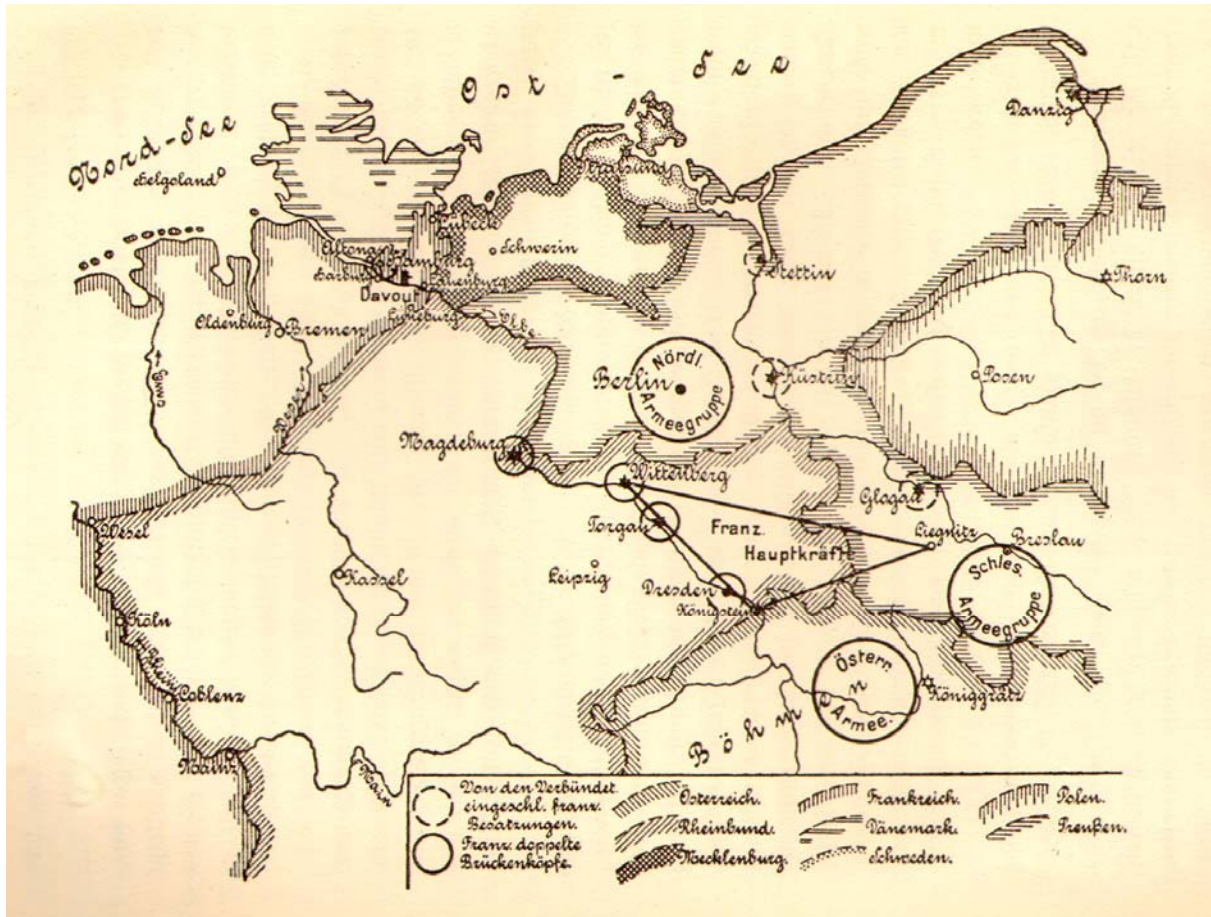 Ost - See
Nord-See
Helgoland
Danzig
Stralsund
Lübeck
Schwerin
Altona
Hamburg
Harburg
Lauenburg
Davout
Lüneburg
Elbe
Stettin
Thorn
Oldenburg
Bremen
Ems
Weser
Berlin
Nördl.
Armeegruppe
Küstrin
Posen
Magdeburg
Wittenberg
Glogau
Torgau
Franz.
Hauptkräfte
Liegnitz
Breslau
Wesel
Leipzig
Kassel
Dresden
Königstein
Schles.
Armeegruppe
Köln
Rhein
Coblenz
Österr.
Armee.
Königgrätz
Böhmen
Mainz
Main
Von den Verbündet.
eingeschl. franz.
Besatzungen.
Franz. doppelte
Brückenköpfe.
Österreich.
Rheinbund.
Mecklenburg.
Frankreich.
Dänemark.
Schweden.
Polen.
Preußen.